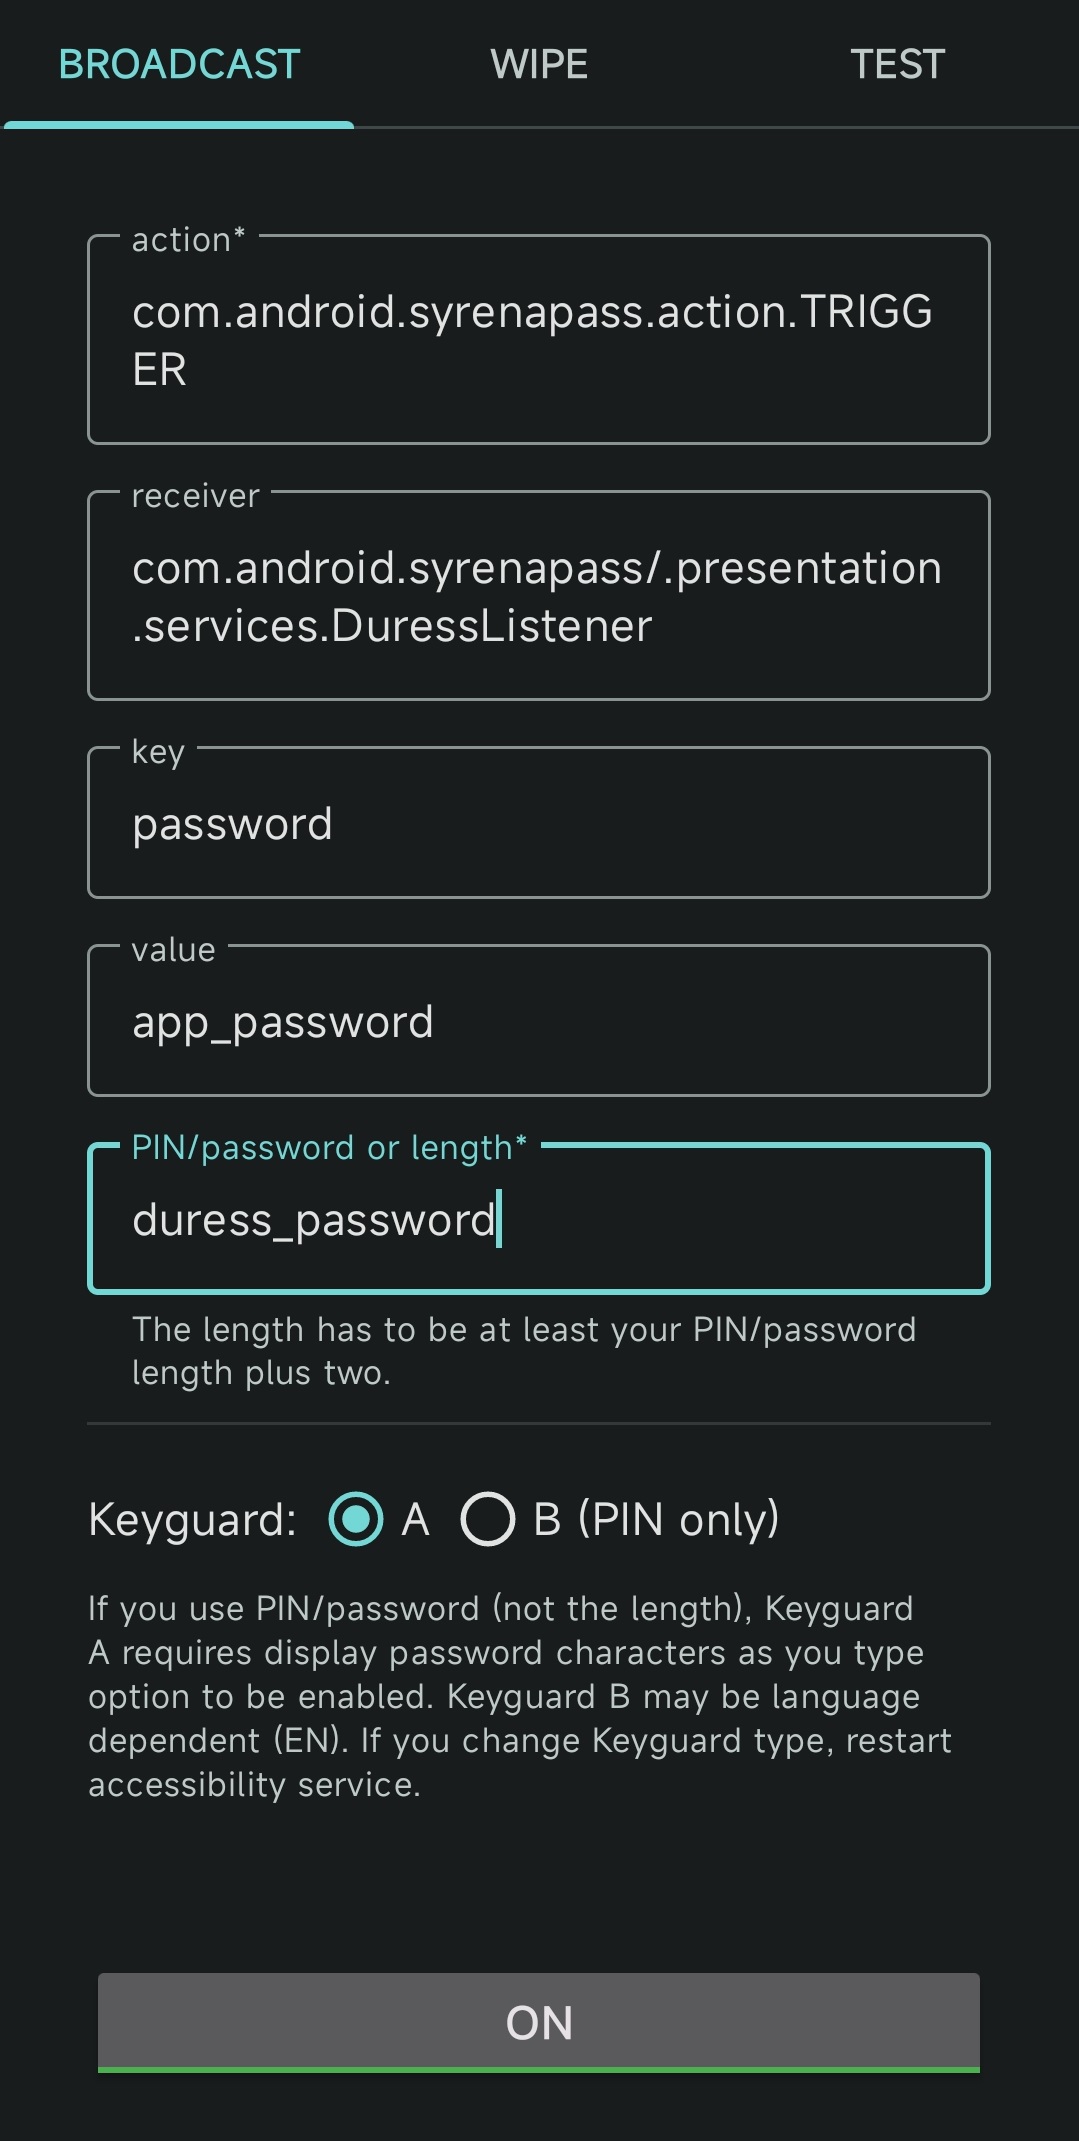 BROADCAST WIPE TEST
action*
com.android.syrenapass.action.TRIGG
ER
receiver
com.android.syrenapass/.presentation
.services.DuressListener
key
password
value
app_password
PIN/password or length*
duress_password
The length has to be at least your PIN/password
length plus two.
Keyguard: A B (PIN only)
If you use PIN/password (not the length), Keyguard
A requires display password characters as you type
option to be enabled. Keyguard B may be language
dependent (EN). If you change Keyguard type, restart
accessibility service.
ON